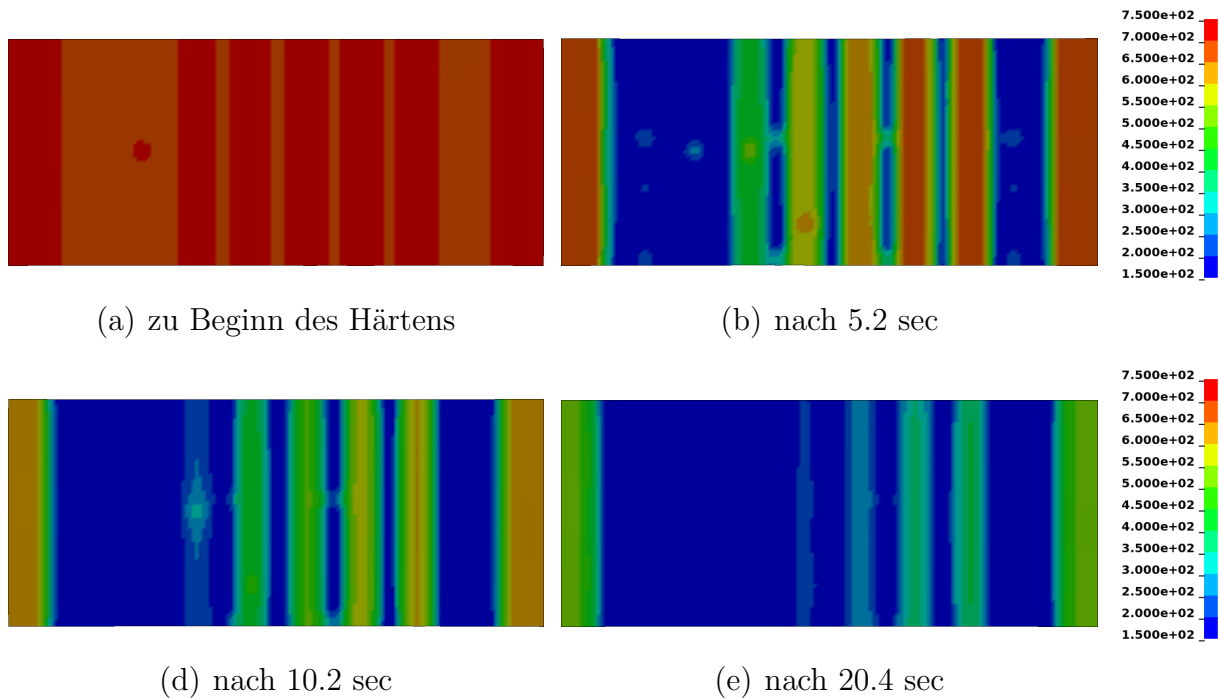 7.500e+02
7.000e+02
6.500e+02
6.000e+02
5.500e+02
5.000e+02
4.500e+02
4.000e+02
3.500e+02
3.000e+02
2.500e+02
2.000e+02
1.500e+02
(a) zu Beginn des Härtens
(b) nach 5.2 sec
7.500e+02
7.000e+02
6.500e+02
6.000e+02
5.500e+02
5.000e+02
4.500e+02
4.000e+02
3.500e+02
3.000e+02
2.500e+02
2.000e+02
1.500e+02
(d) nach 10.2 sec
(e) nach 20.4 sec